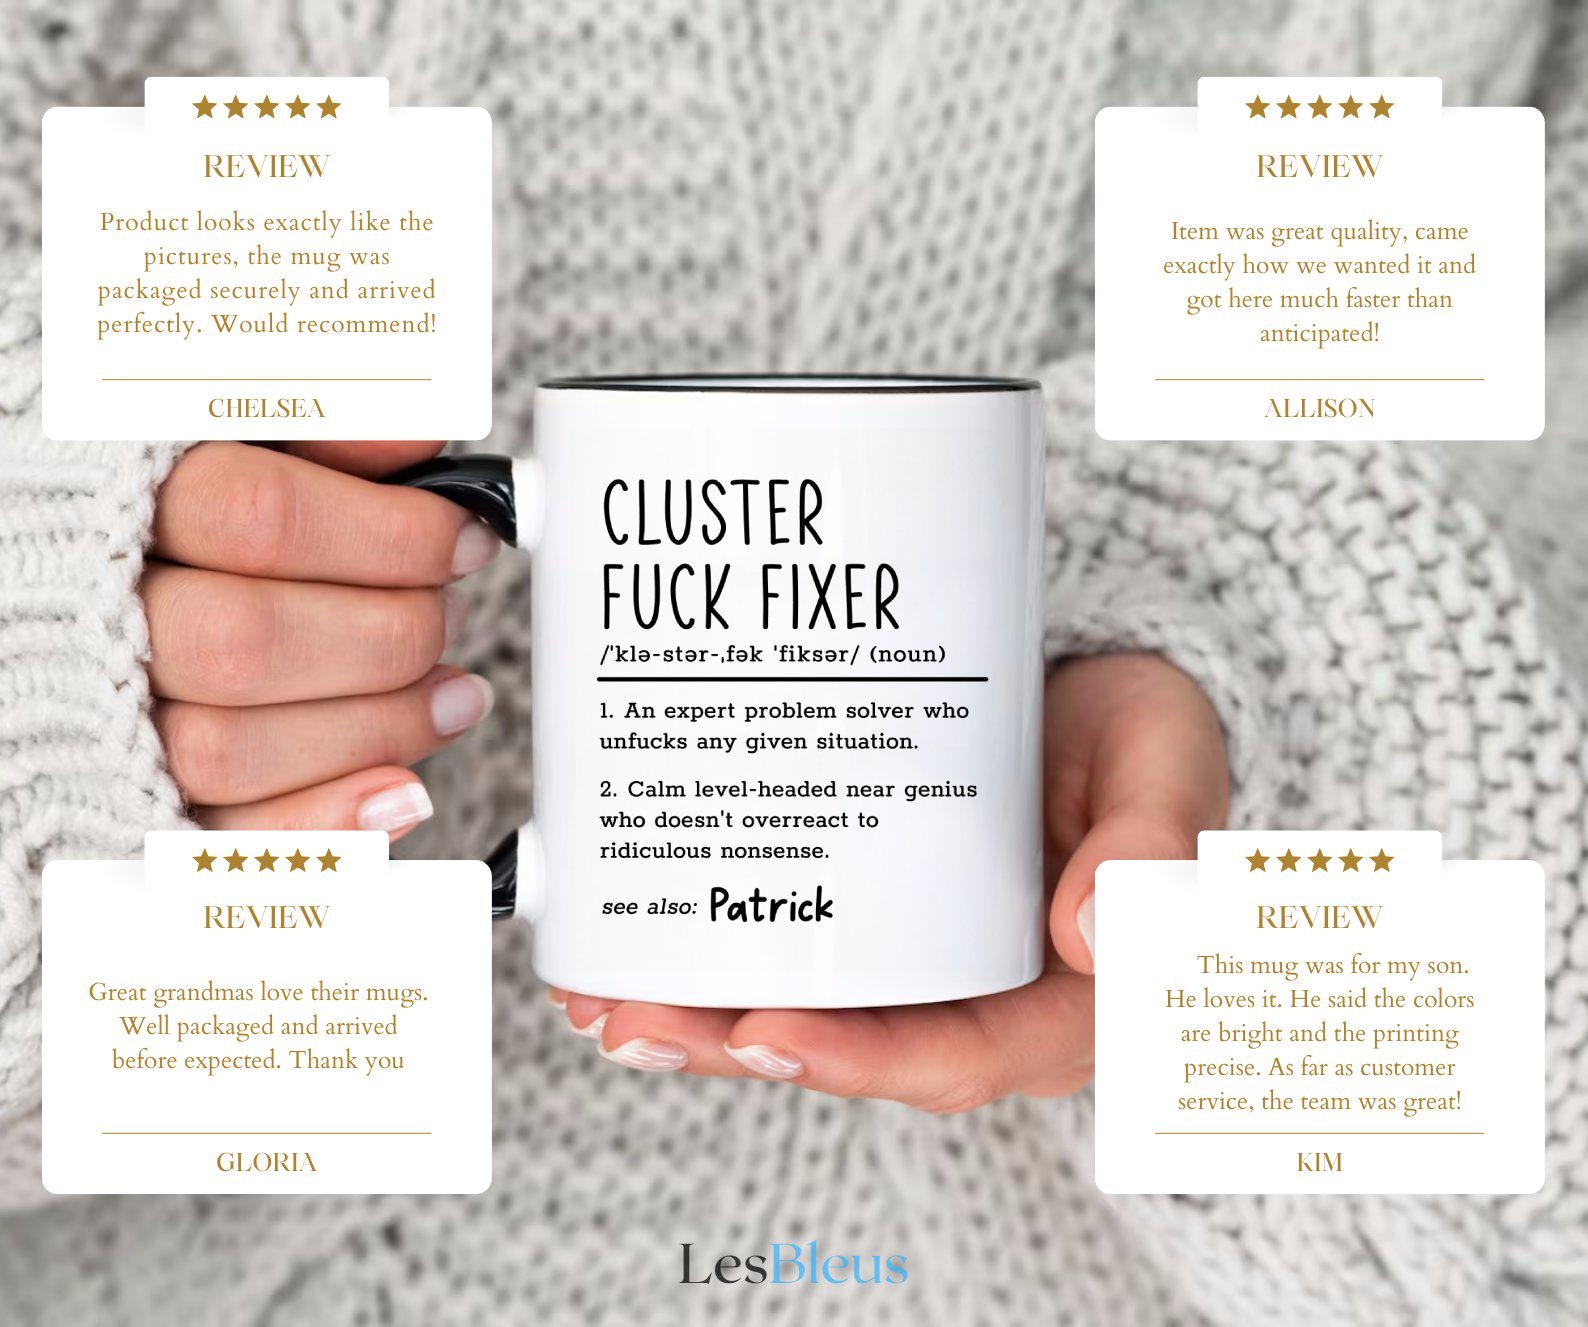 REVIEW
Product looks exactly like the
pictures, the mug was
packaged securely and arrived
perfectly. Would recommend!
CHELSEA
REVIEW
Item was great quality, came
exactly how we wanted it and
got here much faster than
anticipated!
ALLISON
CLUSTER
FUCK FIXER
/'klə-stər-ˌfək 'fiksər/ (noun)
1. An expert problem solver who
unfucks any given situation.
2. Calm level-headed near genius
who doesn't overreact to
ridiculous nonsense.
see also: Patrick
REVIEW
Great grandmas love their mugs.
Well packaged and arrived
before expected. Thank you
GLORIA
REVIEW
This mug was for my son.
He loves it. He said the colors
are bright and the printing
precise. As far as customer
service, the team was great!
KIM
LesBleus